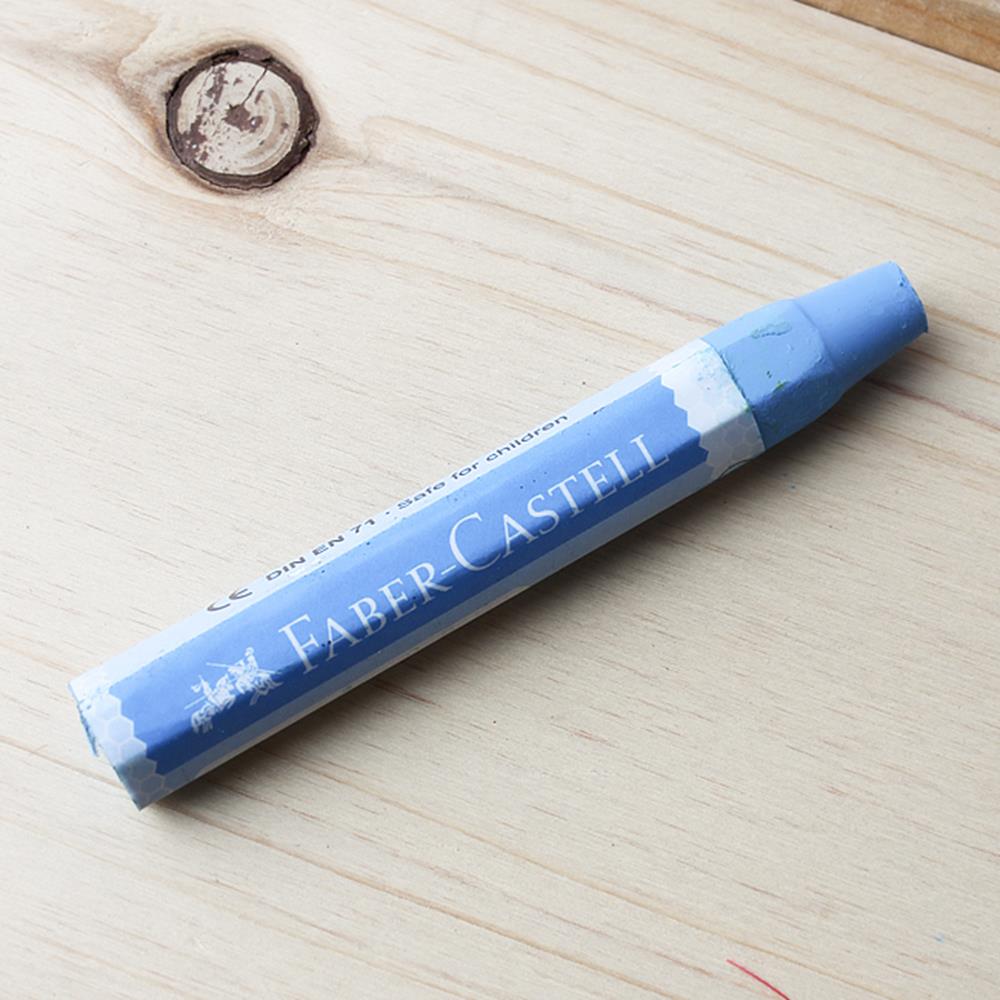 CE DIN EN 71 · Safe for children
FABER-CASTELL